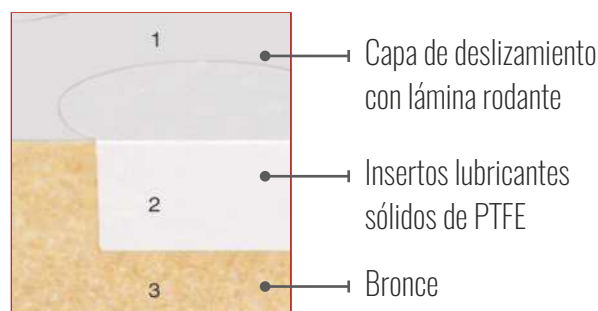 1
Capa de deslizamiento
con lámina rodante
2
Insertos lubricantes
sólidos de PTFE
3
Bronce